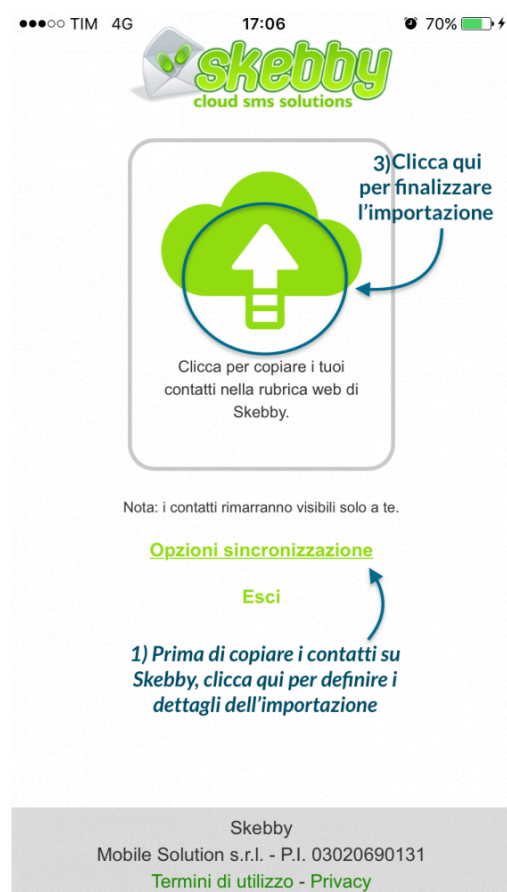 TIM 4G 17:06 70%
skebby
cloud sms solutions
3)Clicca qui
per finalizzare
l'importazione
Clicca per copiare i tuoi
contatti nella rubrica web di
Skebby.
Nota: i contatti rimarranno visibili solo a te.
Opzioni sincronizzazione
Esci
1) Prima di copiare i contatti su
Skebby, clicca qui per definire i
dettagli dell'importazione
Skebby
Mobile Solution s.r.l. - P.I. 03020690131
Termini di utilizzo - Privacy